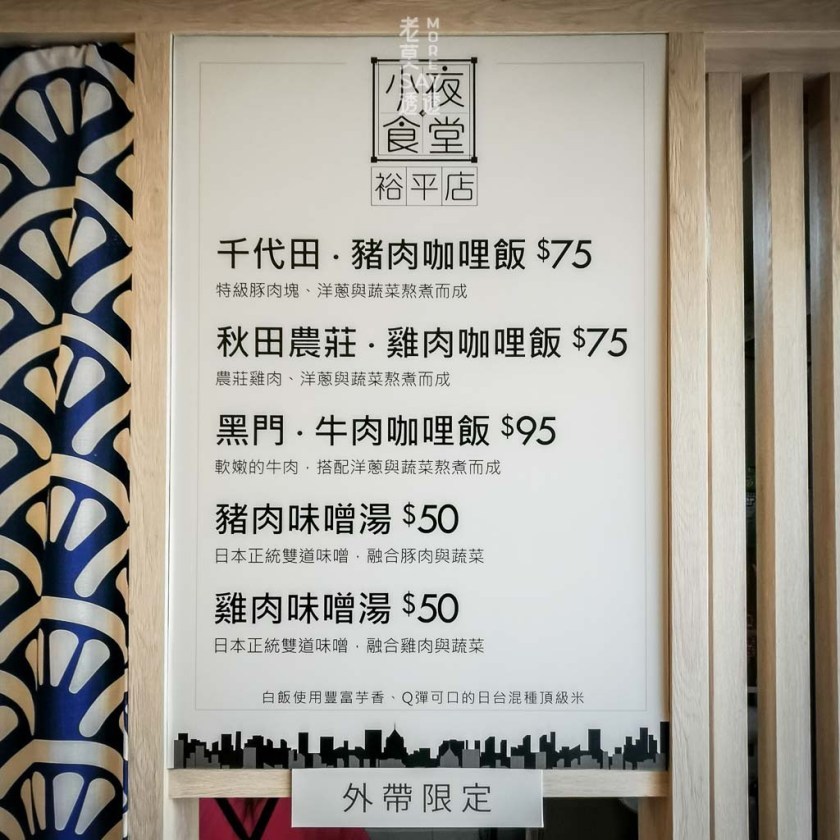 老莫
MORE
SAY
透透
小夜
食堂
裕平店
千代田·豬肉咖哩飯 $75
特級豚肉塊、洋蔥與蔬菜熬煮而成
秋田農莊·雞肉咖哩飯 $75
農莊雞肉、洋蔥與蔬菜熬煮而成
黑門·牛肉咖哩飯 $95
軟嫩的牛肉·搭配洋蔥與蔬菜熬煮而成
豬肉味噌湯 $50
日本正統雙道味噌·融合豚肉與蔬菜
雞肉味噌湯 $50
日本正統雙道味噌·融合雞肉與蔬菜
白飯使用豐富芋香、Q彈可口的日台混種頂級米
外帶限定